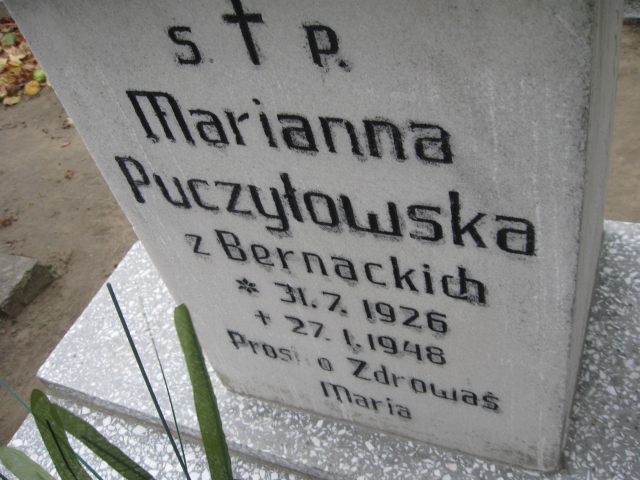 S. † P.
Marianna
Puczyłowska
z Bernackich
* 31. 7. 1926
+ 27. 1. 1948
Prosi o Zdrowaś
Maria